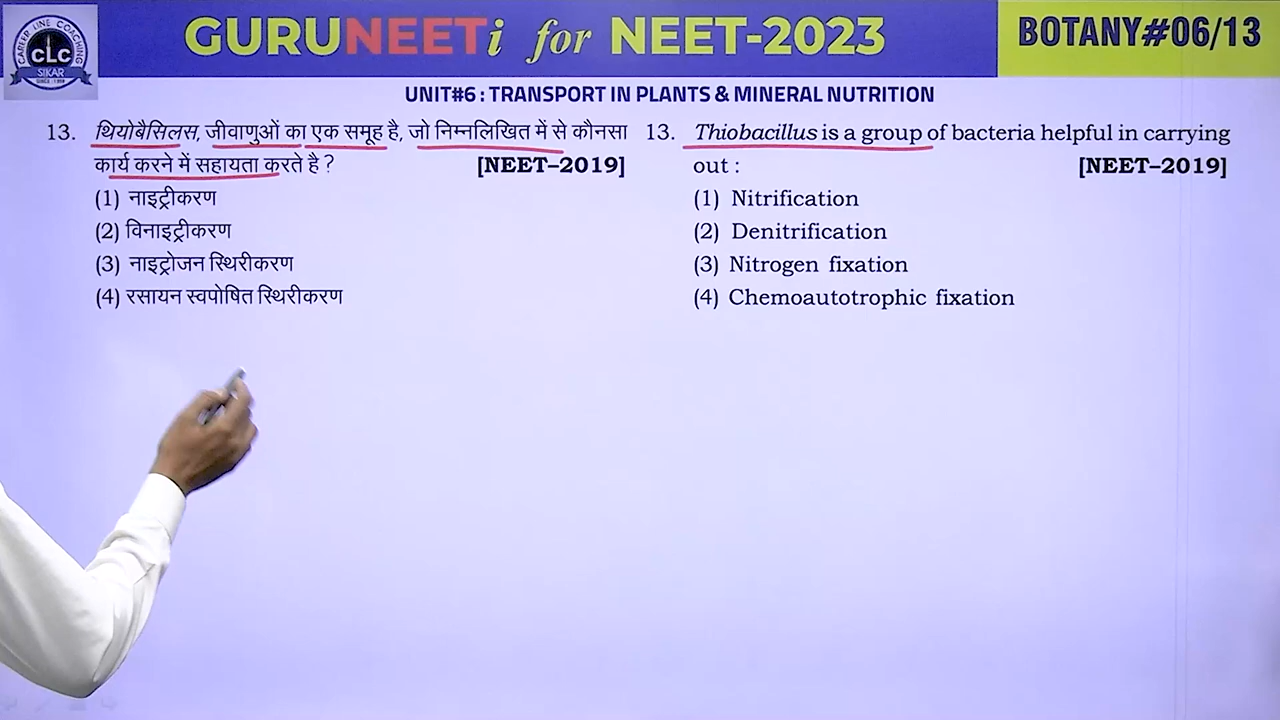 GURUNEETi for NEET-2023
BOTANY#06/13
CAREER LINE COACHING
CLC
SIKAR
UNIT#6 : TRANSPORT IN PLANTS & MINERAL NUTRITION
13. थियोबैसिलस, जीवाणुओं का एक समूह है, जो निम्नलिखित में से कौनसा
कार्य करने में सहायता करते है ? [NEET–2019]
(1) नाइट्रीकरण
(2) विनाइट्रीकरण
(3) नाइट्रोजन स्थिरीकरण
(4) रसायन स्वपोषित स्थिरीकरण
13. Thiobacillus is a group of bacteria helpful in carrying
out : [NEET–2019]
(1) Nitrification
(2) Denitrification
(3) Nitrogen fixation
(4) Chemoautotrophic fixation